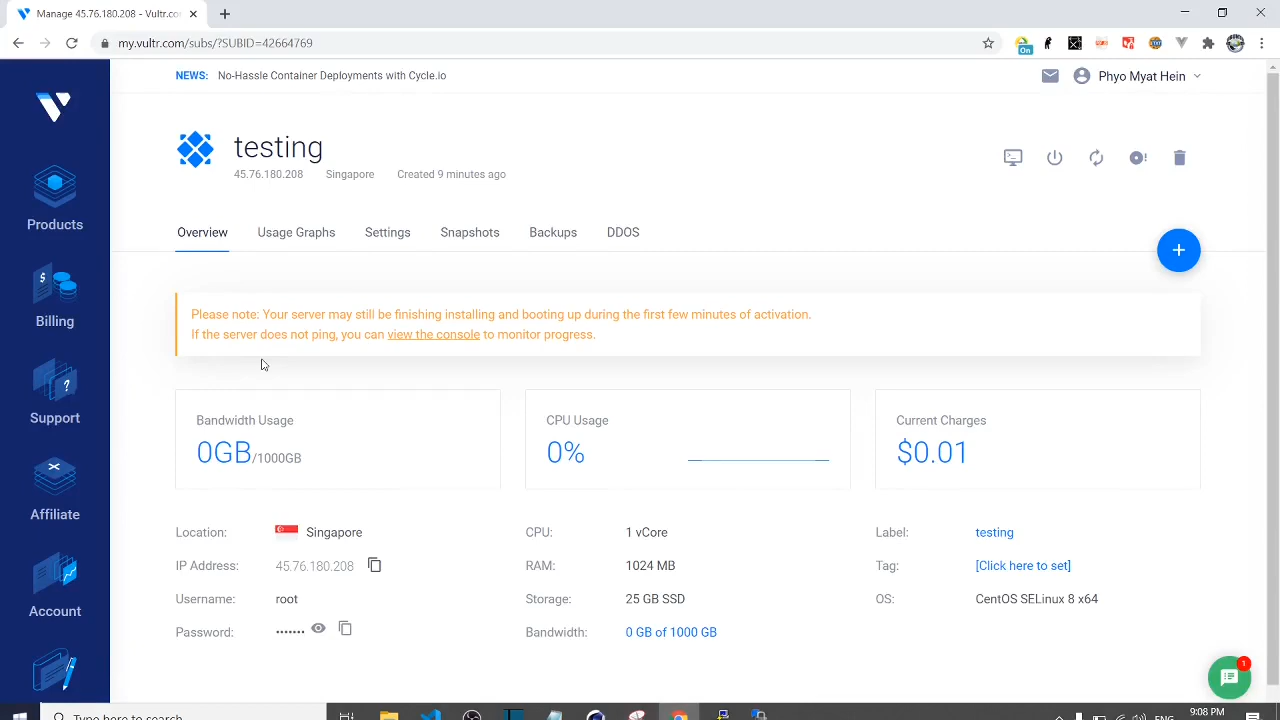 Manage 45.76.180.208 - Vultr.co
my.vultr.com/subs/?SUBID=42664769
On
NEWS: No-Hassle Container Deployments with Cycle.io
Phyo Myat Hein
testing
45.76.180.208 Singapore Created 9 minutes ago
Products
Overview Usage Graphs Settings Snapshots Backups DDOS
+
Billing
Please note: Your server may still be finishing installing and booting up during the first few minutes of activation.
If the server does not ping, you can view the console to monitor progress.
Support
Bandwidth Usage
0GB/1000GB
CPU Usage
0%
Current Charges
$0.01
Affiliate
Location: Singapore
IP Address: 45.76.180.208
Username: root
Password: •••••••
CPU: 1 vCore
RAM: 1024 MB
Storage: 25 GB SSD
Bandwidth: 0 GB of 1000 GB
Label: testing
Tag: [Click here to set]
OS: CentOS SELinux 8 x64
Account
1
Type here to search
ENG
9:08 PM